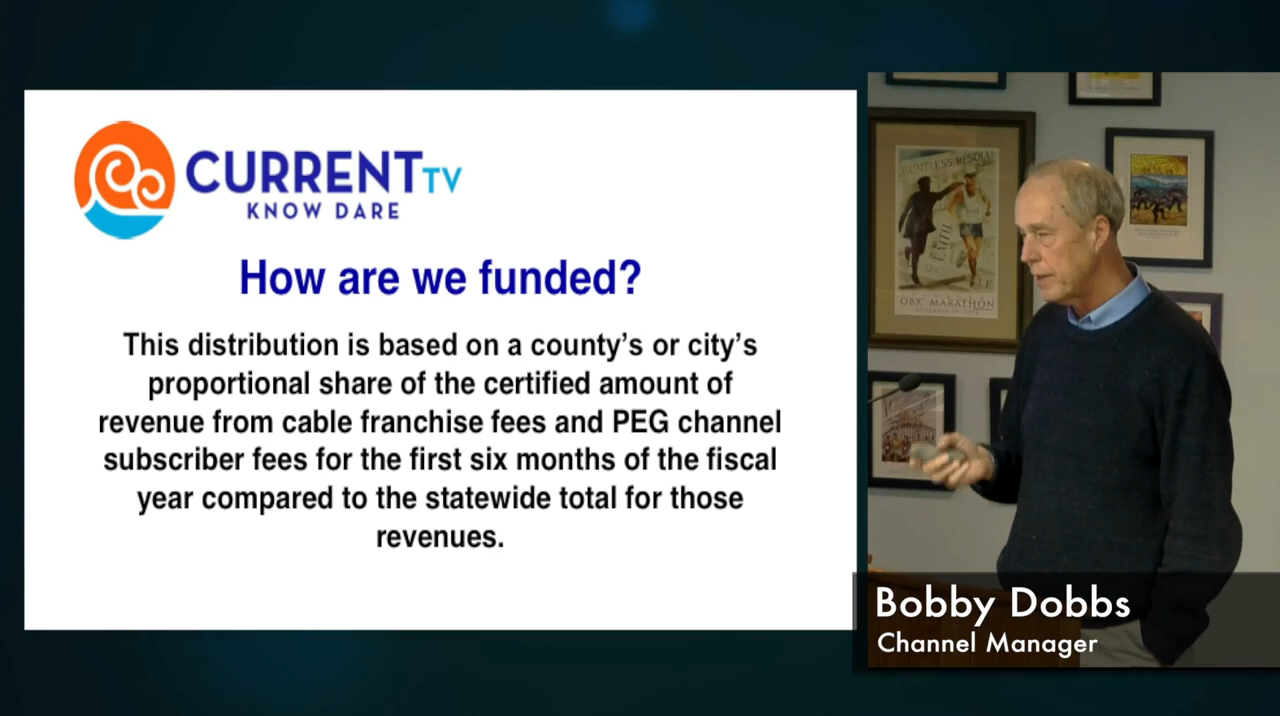 CURRENT TV
KNOW DARE
How are we funded?
This distribution is based on a county's or city's
proportional share of the certified amount of
revenue from cable franchise fees and PEG channel
subscriber fees for the first six months of the fiscal
year compared to the statewide total for those
revenues.
FAITH
OBX MARATHON
Bobby Dobbs
Channel Manager